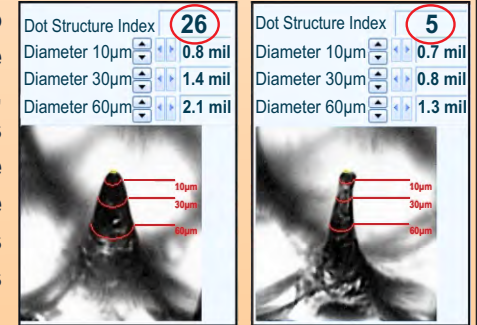 Dot Structure Index 26
Diameter 10µm 0.8 mil
Diameter 30µm 1.4 mil
Diameter 60µm 2.1 mil
10µm
30µm
60µm
Dot Structure Index 5
Diameter 10µm 0.7 mil
Diameter 30µm 0.8 mil
Diameter 60µm 1.3 mil
10µm
30µm
60µm